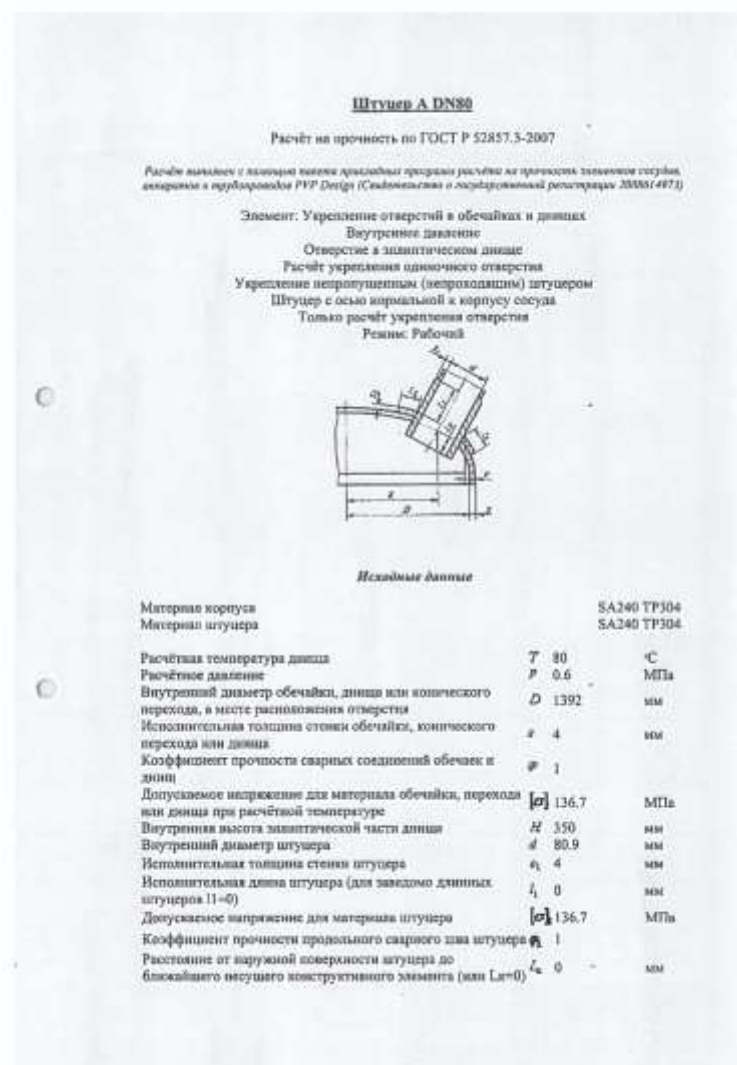 Штуцер А DN80
Расчёт на прочность по ГОСТ Р 52857.3-2007
Расчёт выполнен с помощью пакета прикладных программ расчёта на прочность элементов сосудов,
аппаратов и трубопроводов PVP Design (Свидетельство о государственной регистрации 2008614973)
Элемент: Укрепление отверстий в обечайках и днищах
Внутреннее давление
Отверстие в эллиптическом днище
Расчёт укрепления одиночного отверстия
Укрепление непропущенным (непроходящим) штуцером
Штуцер с осью нормальной к корпусу сосуда
Только расчёт укрепления отверстия
Режим: Рабочий
Исходные данные
Материал корпуса SA240 TP304
Материал штуцера SA240 TP304
Расчётная температура днища T 80 °C
Расчётное давление P 0.6 МПа
Внутренний диаметр обечайки, днища или конического
перехода, в месте расположения отверстия D 1392 мм
Исполнительная толщина стенки обечайки, конического
перехода или днища s 4 мм
Коэффициент прочности сварных соединений обечаек и
днищ φ 1
Допускаемое напряжение для материала обечайки, перехода
или днища при расчётной температуре [σ] 136.7 МПа
Внутренняя высота эллиптической части днища H 350 мм
Внутренний диаметр штуцера d 80.9 мм
Исполнительная толщина стенки штуцера s₁ 4 мм
Исполнительная длина штуцера (для заведомо длинных
штуцеров l1=0) l₁ 0 мм
Допускаемое напряжение для материала штуцера [σ] 136.7 МПа
Коэффициент прочности продольного сварного шва штуцера φ₁ 1
Расстояние от наружной поверхности штуцера до
ближайшего несущего конструктивного элемента (или Lк=0) Lк 0 мм